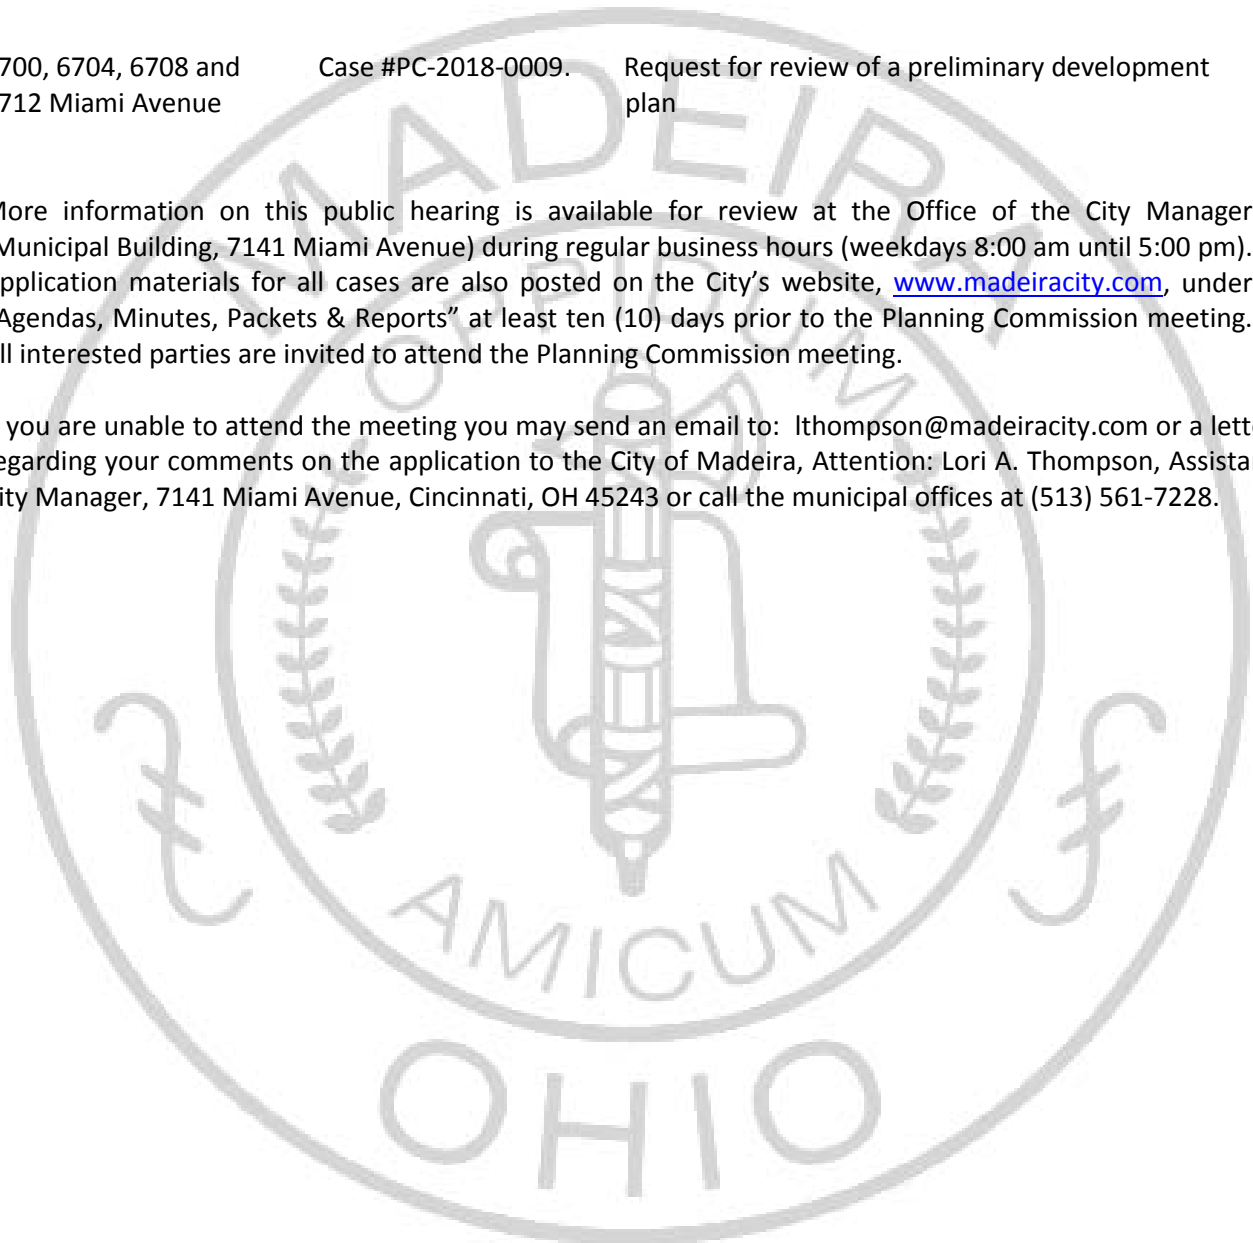 700, 6704, 6708 and Case #PC-2018-0009. Request for review of a preliminary development
712 Miami Avenue plan
More information on this public hearing is available for review at the Office of the City Manager
Municipal Building, 7141 Miami Avenue) during regular business hours (weekdays 8:00 am until 5:00 pm).
pplication materials for all cases are also posted on the City's website, www.madeiracity.com, under
Agendas, Minutes, Packets & Reports” at least ten (10) days prior to the Planning Commission meeting.
ll interested parties are invited to attend the Planning Commission meeting.
you are unable to attend the meeting you may send an email to: lthompson@madeiracity.com or a lette
egarding your comments on the application to the City of Madeira, Attention: Lori A. Thompson, Assistan
ity Manager, 7141 Miami Avenue, Cincinnati, OH 45243 or call the municipal offices at (513) 561-7228.
MADEIRA
OPPIDUM
AMICUM
OHIO